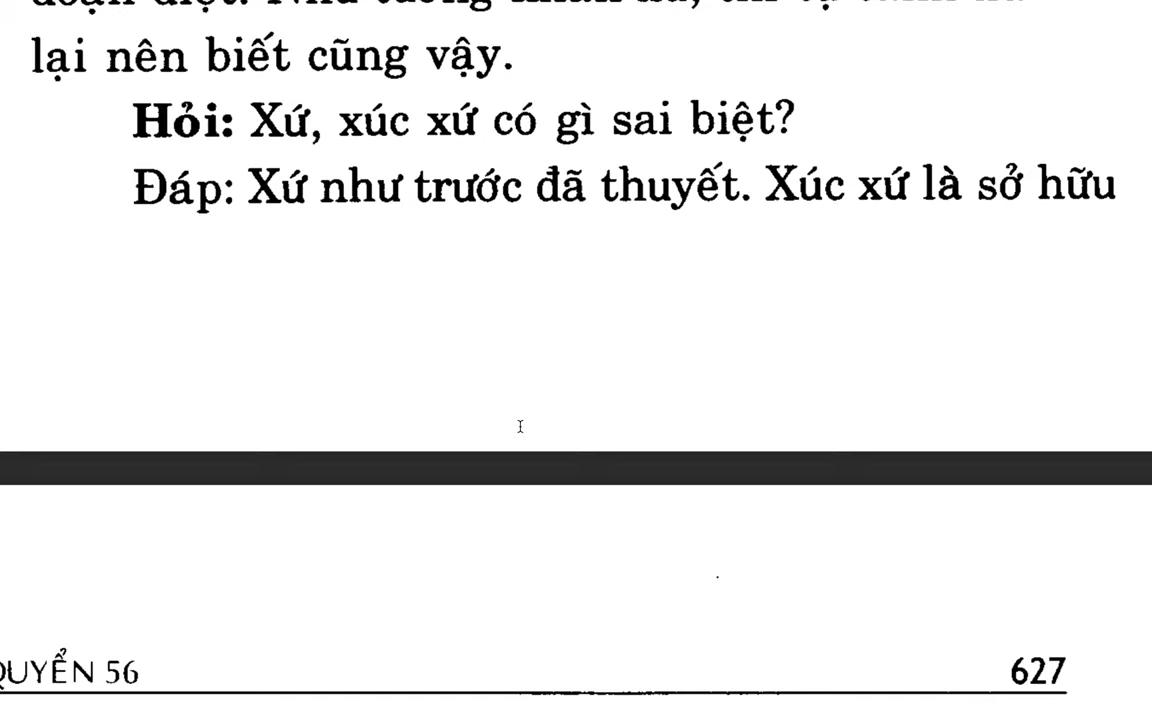 lại nên biết cũng vậy.
Hỏi: Xứ, xúc xứ có gì sai biệt?
Đáp: Xứ như trước đã thuyết. Xúc xứ là sở hữu
QUYỂN 56
627